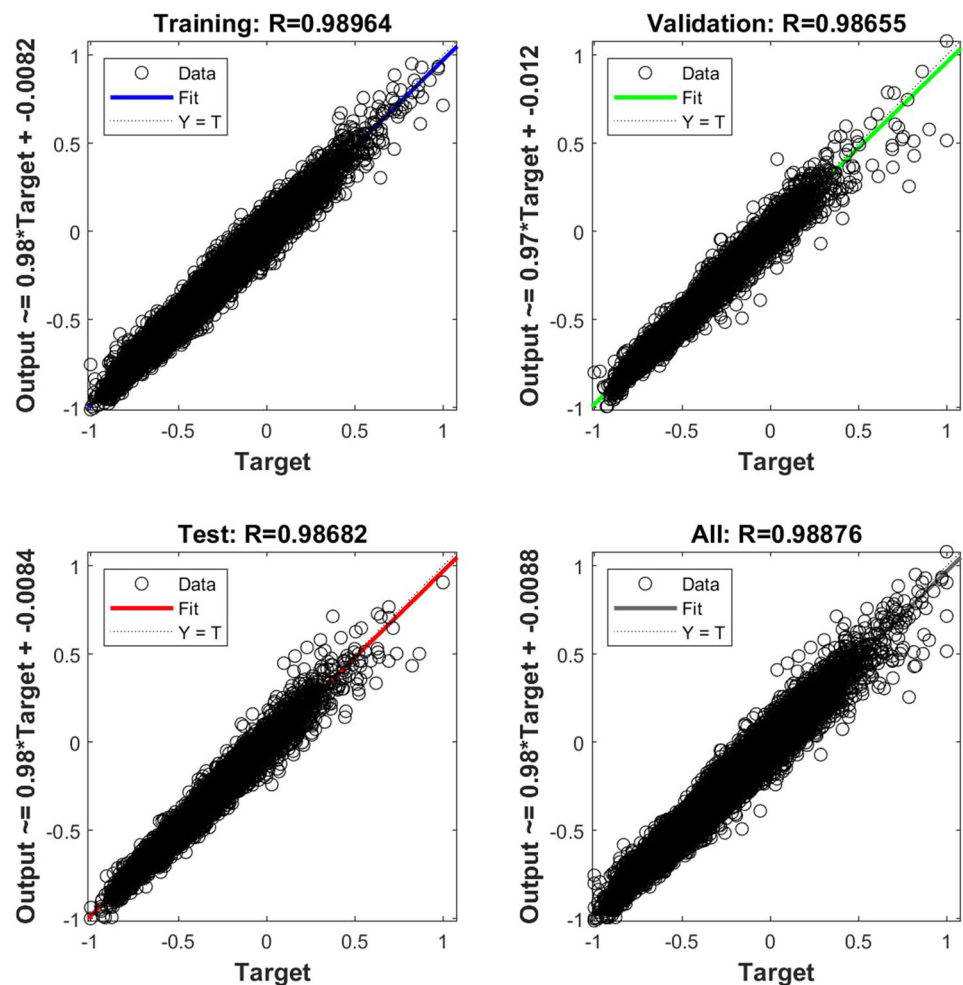 Training: R=0.98964
Output ~= 0.98*Target + -0.0082
1
0.5
0
-0.5
-1
Data
Fit
Y = T
-1 -0.5 0 0.5 1
Target
Validation: R=0.98655
Output ~= 0.97*Target + -0.012
1
0.5
0
-0.5
-1
Data
Fit
Y = T
-1 -0.5 0 0.5 1
Target
Test: R=0.98682
Output ~= 0.98*Target + -0.0084
1
0.5
0
-0.5
-1
Data
Fit
Y = T
-1 -0.5 0 0.5 1
Target
All: R=0.98876
Output ~= 0.98*Target + -0.0088
1
0.5
0
-0.5
-1
Data
Fit
Y = T
-1 -0.5 0 0.5 1
Target